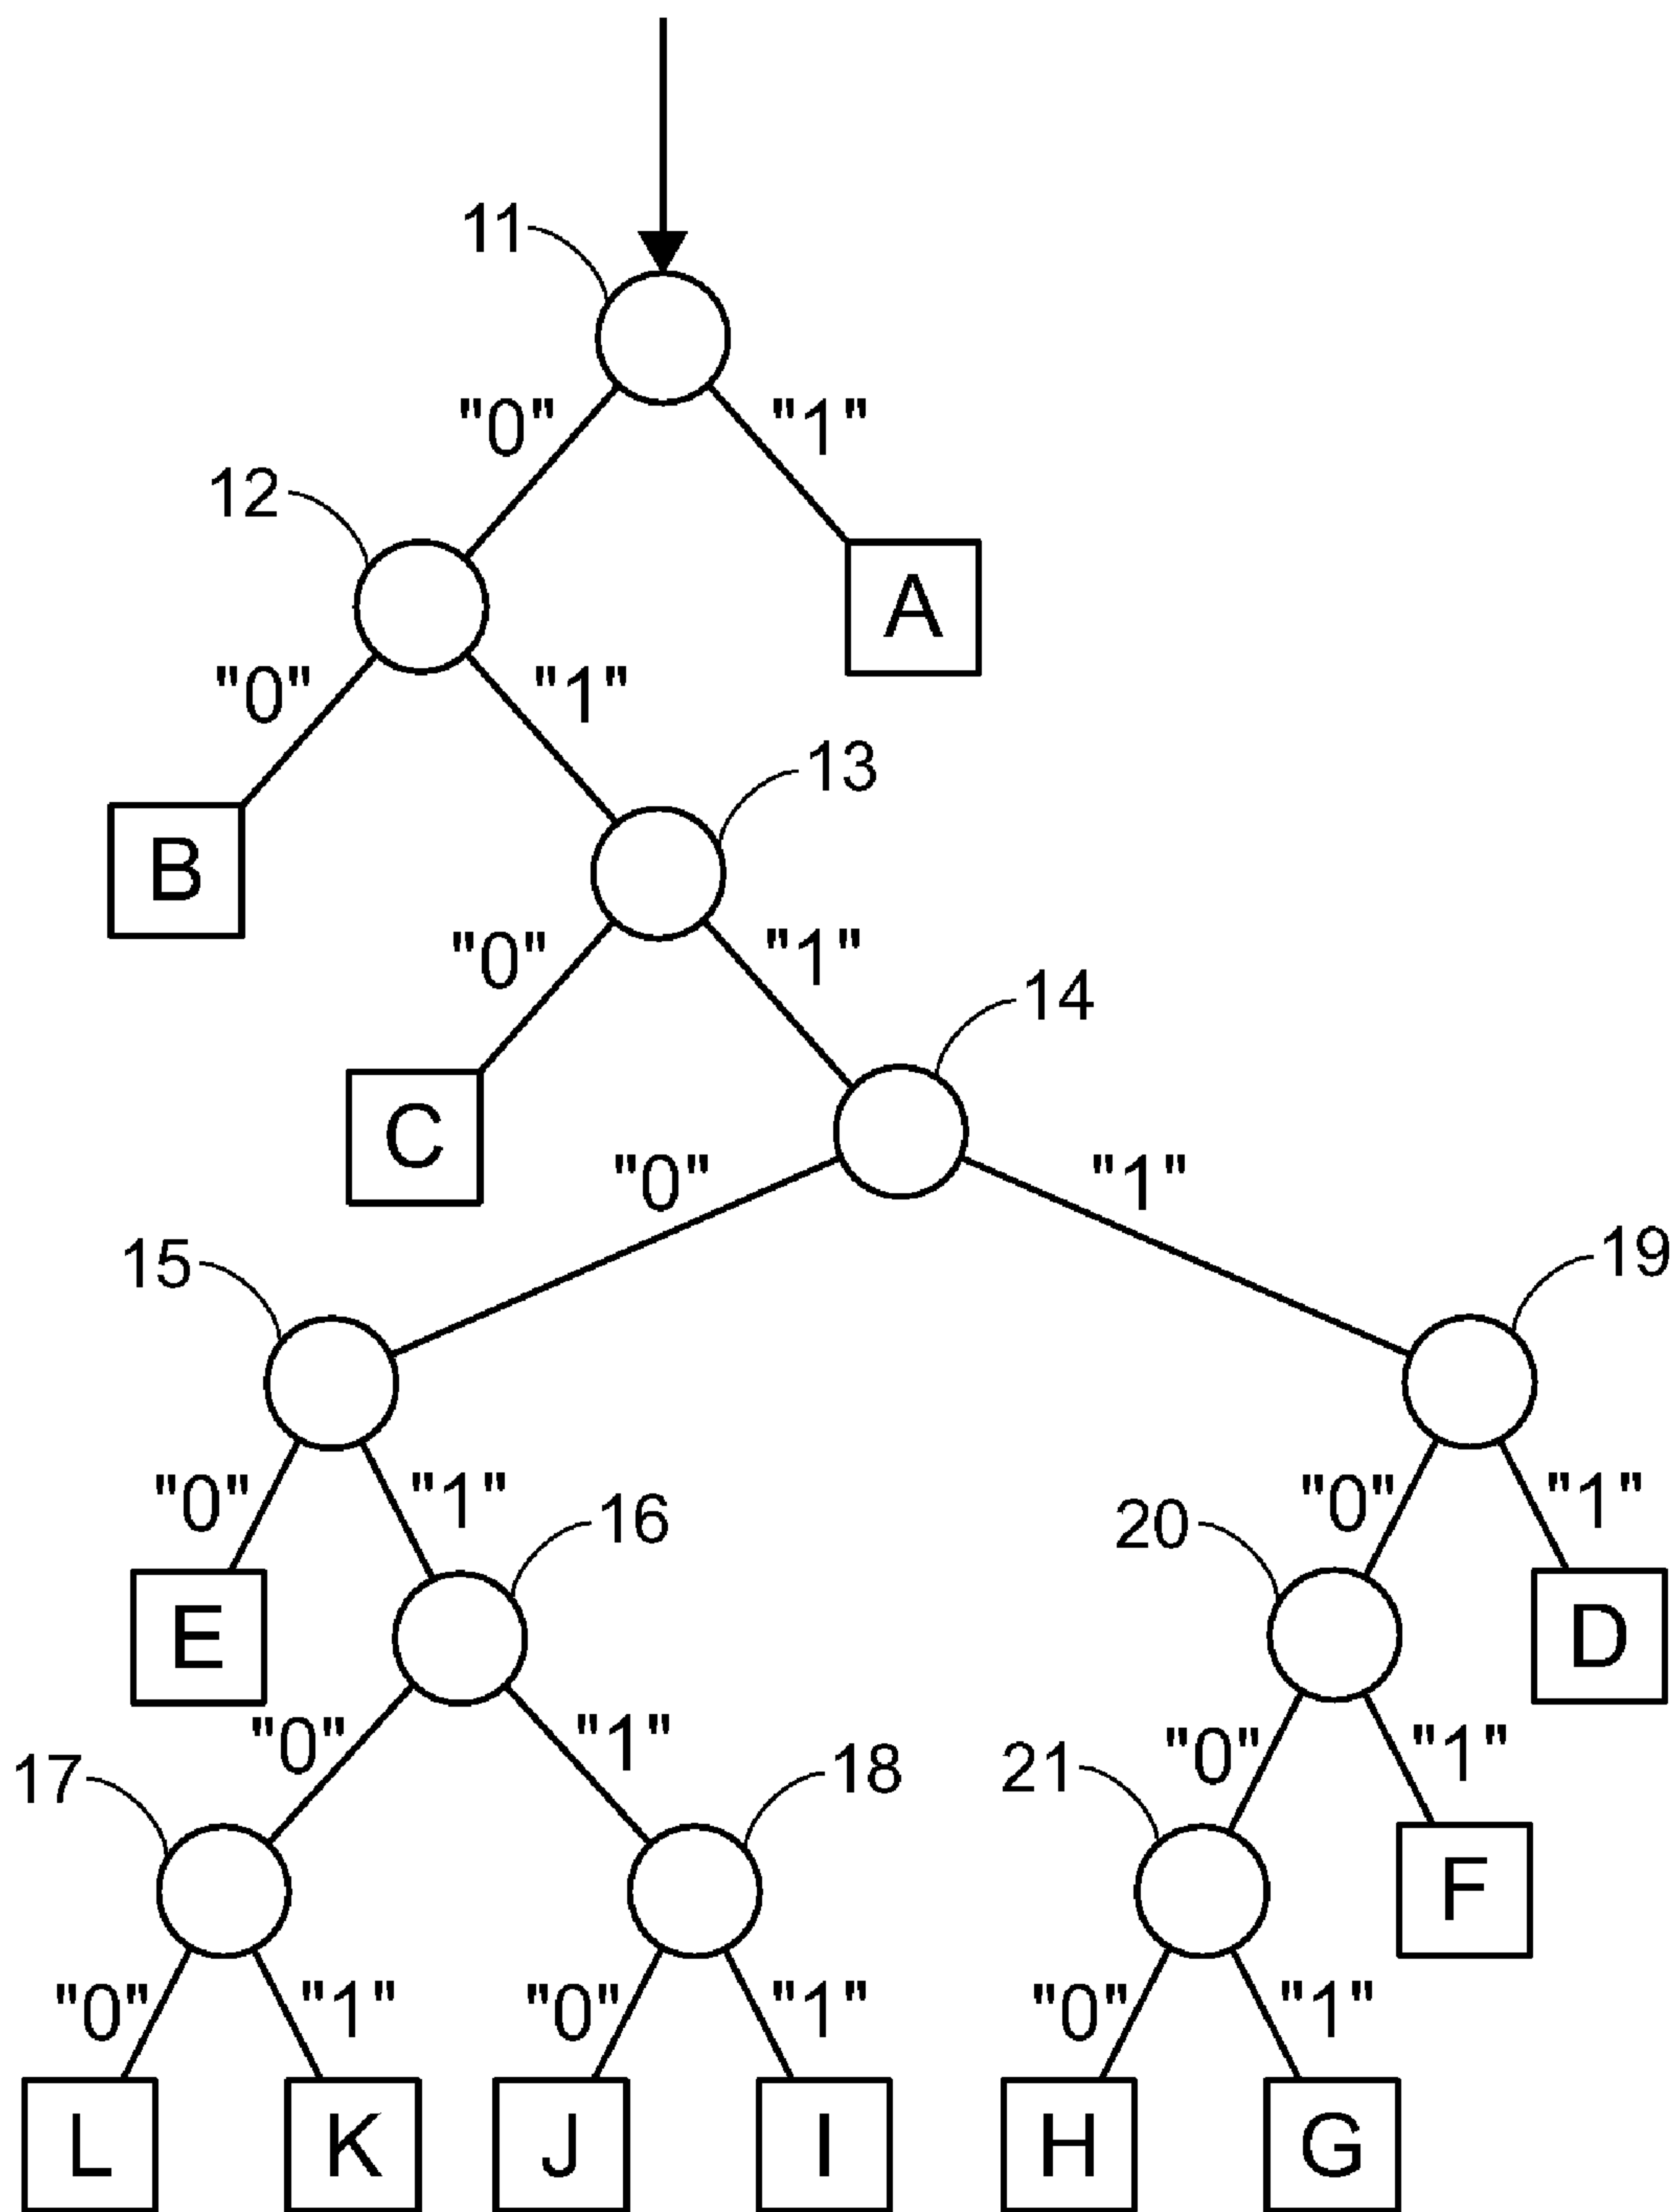 11
"0" "1"
12
A
"0" "1"
13
B
"0" "1"
14
C
"0" "1"
15 19
"0" "1" "0" "1"
16 20
E D
"0" "1" "0" "1"
17 18 21
F
"0" "1" "0" "1" "0" "1"
L K J I H G